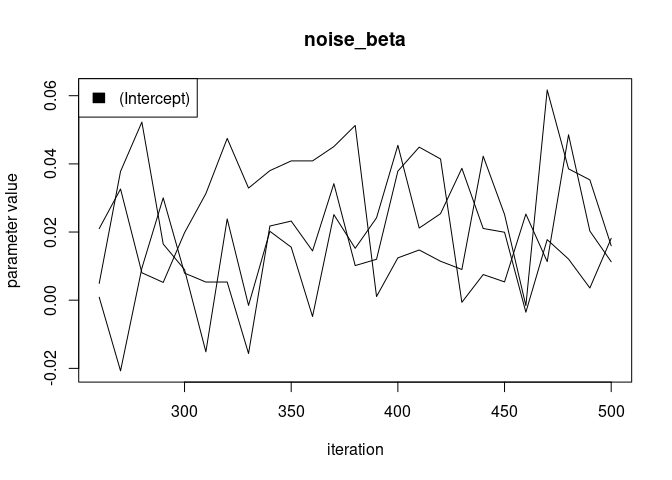 noise_beta
(Intercept)
parameter value
-0.02 0.00 0.02 0.04 0.06
300 350 400 450 500
iteration